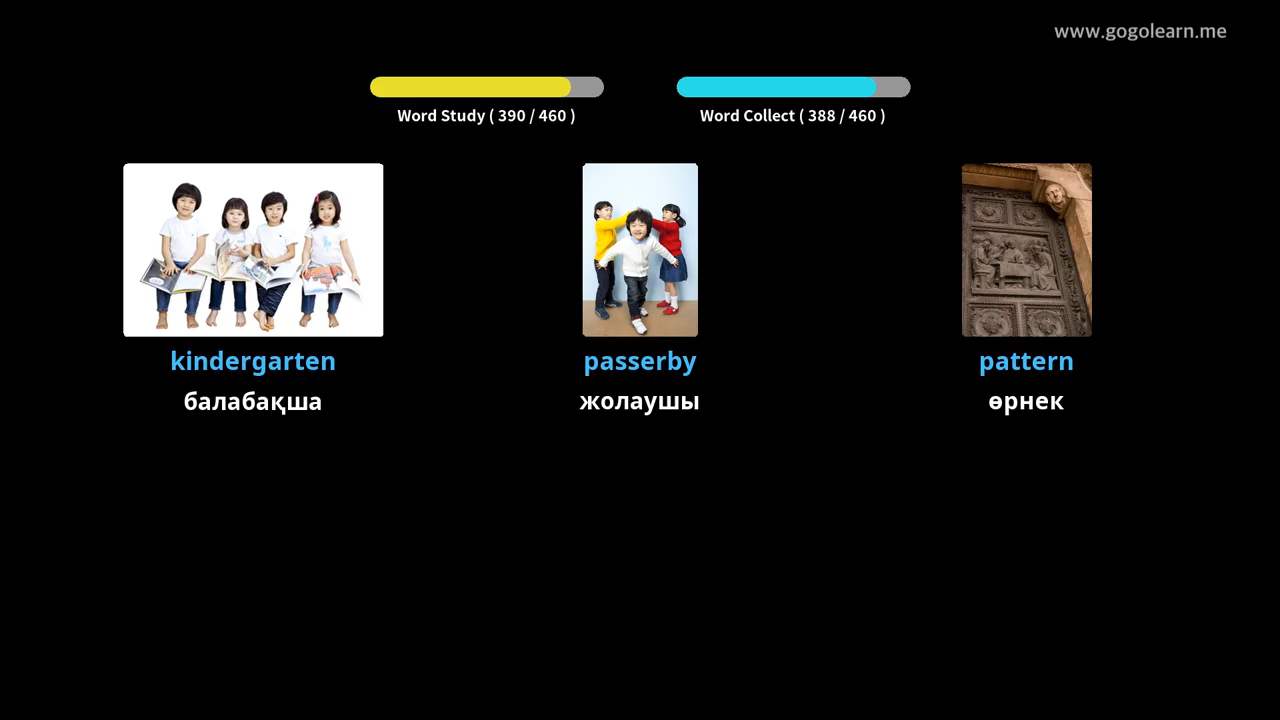 www.gogolearn.me
Word Study ( 390 / 460 )
Word Collect ( 388 / 460 )
kindergarten
passerby
pattern
балабақша
жолаушы
өрнек